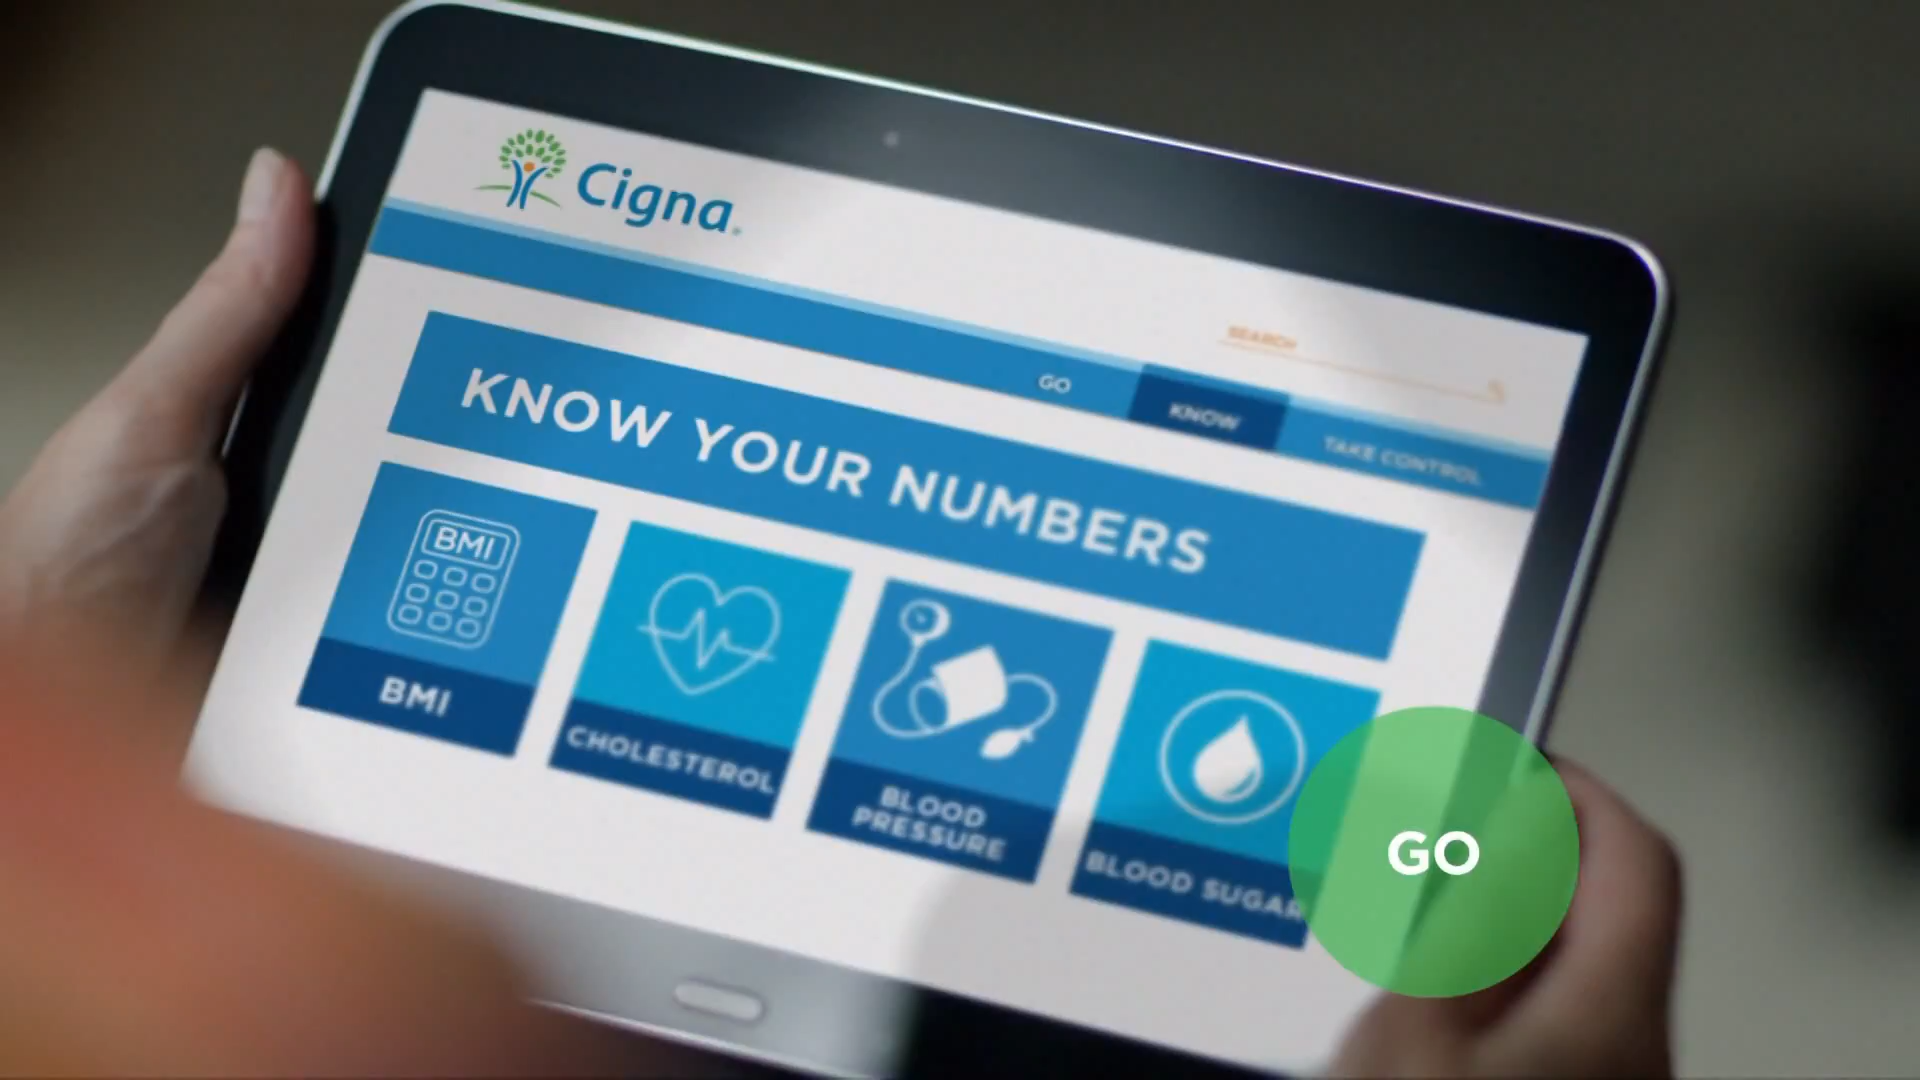 Cigna
SEARCH
GO
KNOW
TAKE CONTROL
KNOW YOUR NUMBERS
BMI
BMI
CHOLESTEROL
BLOOD
PRESSURE
BLOOD SUGAR
GO